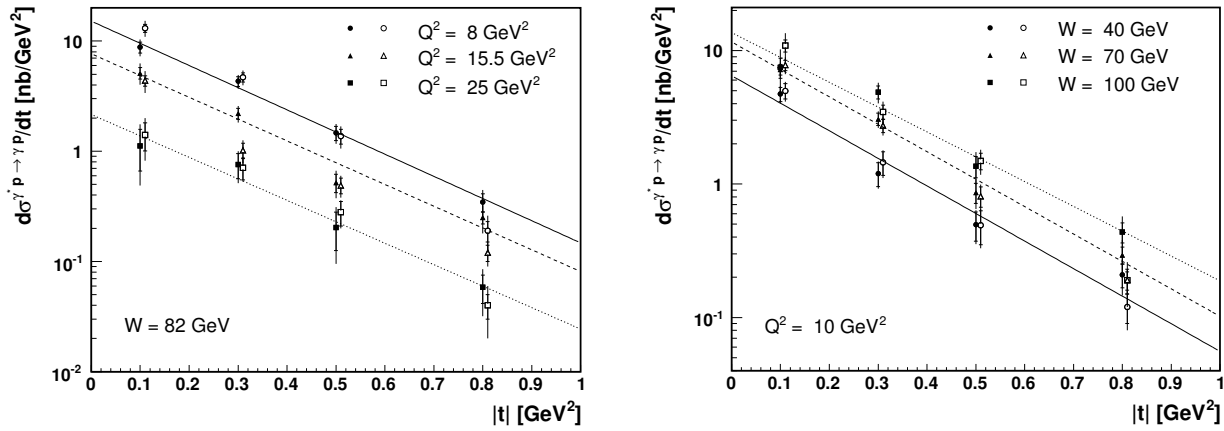 dσ^{γ* p → γ p}/dt [nb/GeV²]
10
1
10⁻¹
10⁻²
Q² = 8 GeV²
Q² = 15.5 GeV²
Q² = 25 GeV²
W = 82 GeV
0 0.1 0.2 0.3 0.4 0.5 0.6 0.7 0.8 0.9 1
|t| [GeV²]
dσ^{γ* p → γ p}/dt [nb/GeV²]
10
1
10⁻¹
W = 40 GeV
W = 70 GeV
W = 100 GeV
Q² = 10 GeV²
0 0.1 0.2 0.3 0.4 0.5 0.6 0.7 0.8 0.9 1
|t| [GeV²]